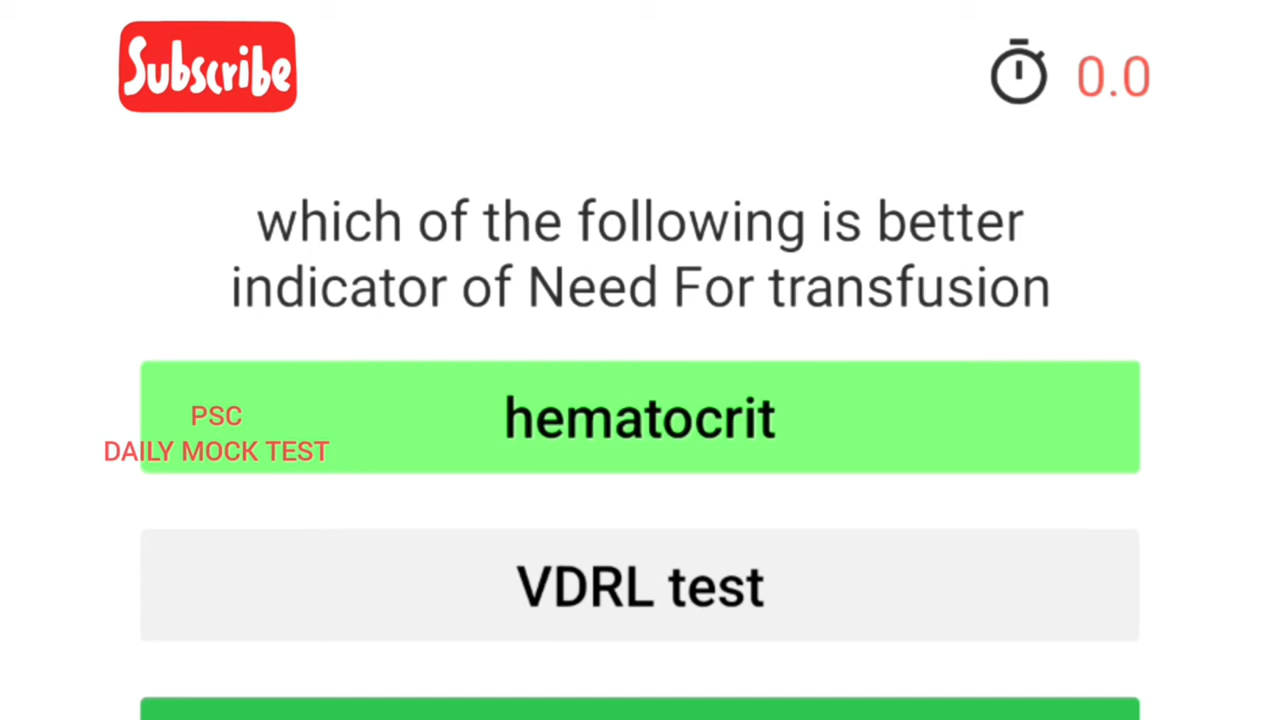 Subscribe
0.0
which of the following is better
indicator of Need For transfusion
hematocrit
PSC
DAILY MOCK TEST
VDRL test